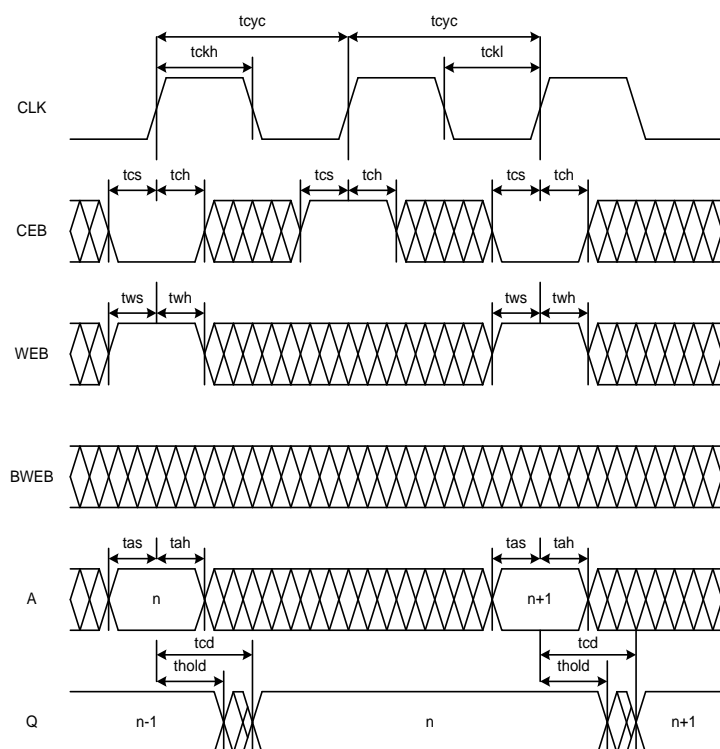 tcyc tcyc
tckh tckl
CLK
tcs tch tcs tch tcs tch
CEB
tws twh tws twh
WEB
BWEB
tas tah tas tah
A n n+1
tcd tcd
thold thold
Q n-1 n n+1